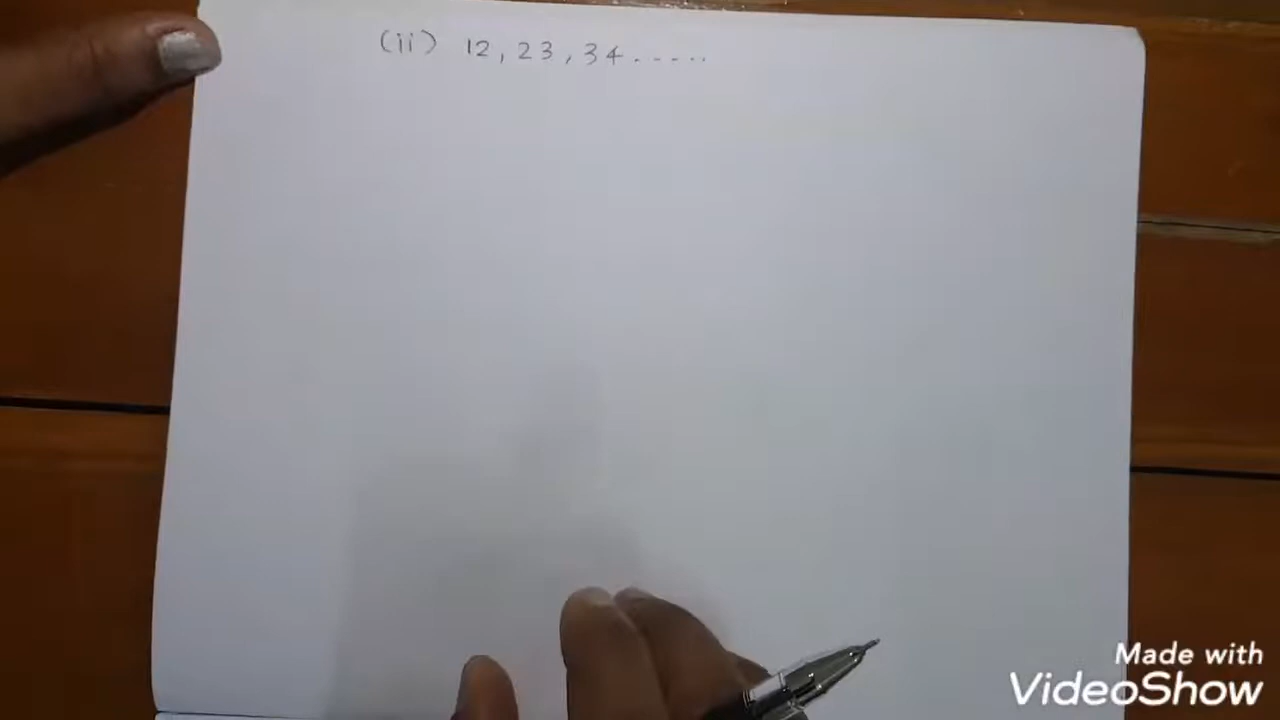 (ii) 12, 23, 34......
Made with
VideoShow